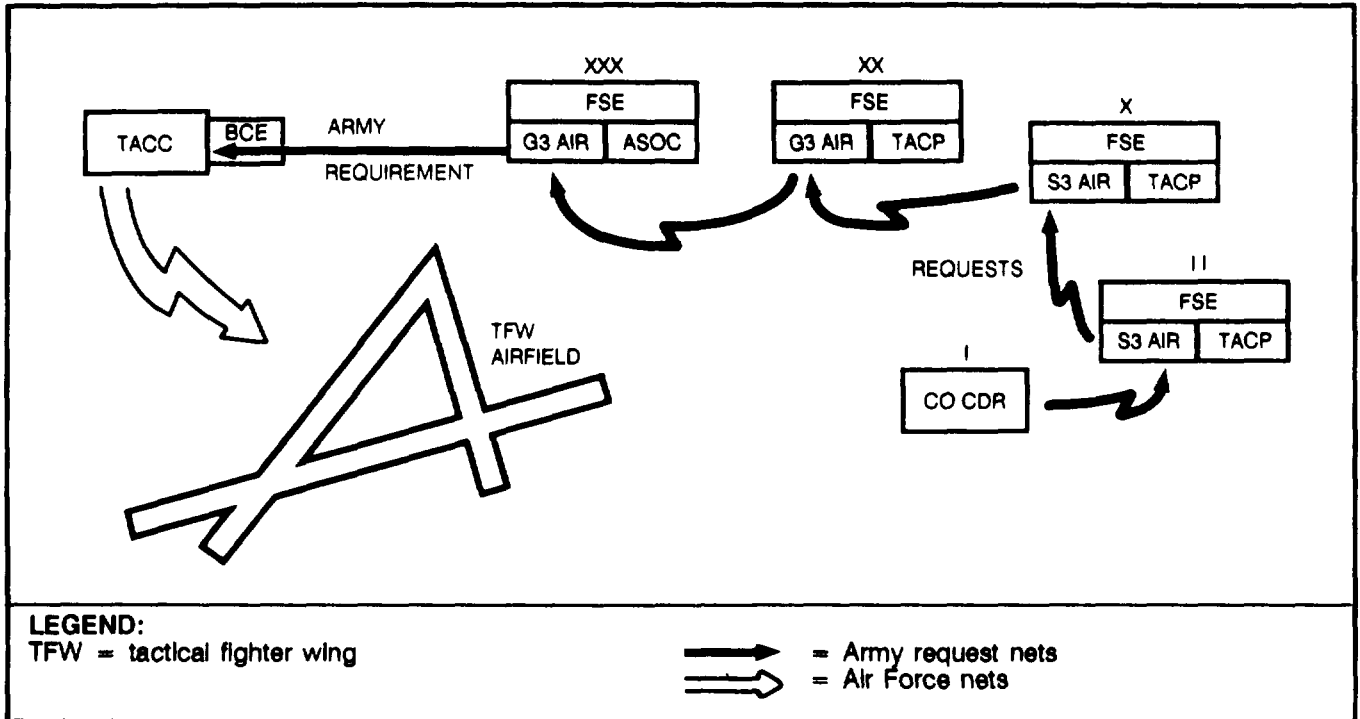 XXX
FSE
G3 AIR ASOC
XX
FSE
G3 AIR TACP
X
FSE
S3 AIR TACP
TACC
BCE
ARMY
REQUIREMENT
REQUESTS
II
FSE
S3 AIR TACP
I
CO CDR
TFW
AIRFIELD
LEGEND:
TFW = tactical fighter wing
= Army request nets
= Air Force nets